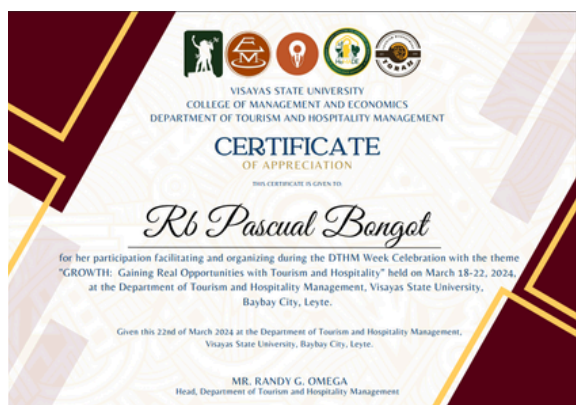 VISAYAS STATE UNIVERSITY
COLLEGE OF MANAGEMENT AND ECONOMICS
DEPARTMENT OF TOURISM AND HOSPITALITY MANAGEMENT
CERTIFICATE
OF APPRECIATION
THIS CERTIFICATE IS GIVEN TO
Rb Pascual Bongot
for her participation facilitating and organizing during the DTHM Week Celebration with the theme
"GROWTH: Gaining Real Opportunities with Tourism and Hospitality" held on March 18-22, 2024,
at the Department of Tourism and Hospitality Management, Visayas State University,
Baybay City, Leyte.
Given this 22nd of March 2024 at the Department of Tourism and Hospitality Management,
Visayas State University, Baybay City, Leyte.
MR. RANDY G. OMEGA
Head, Department of Tourism and Hospitality Management